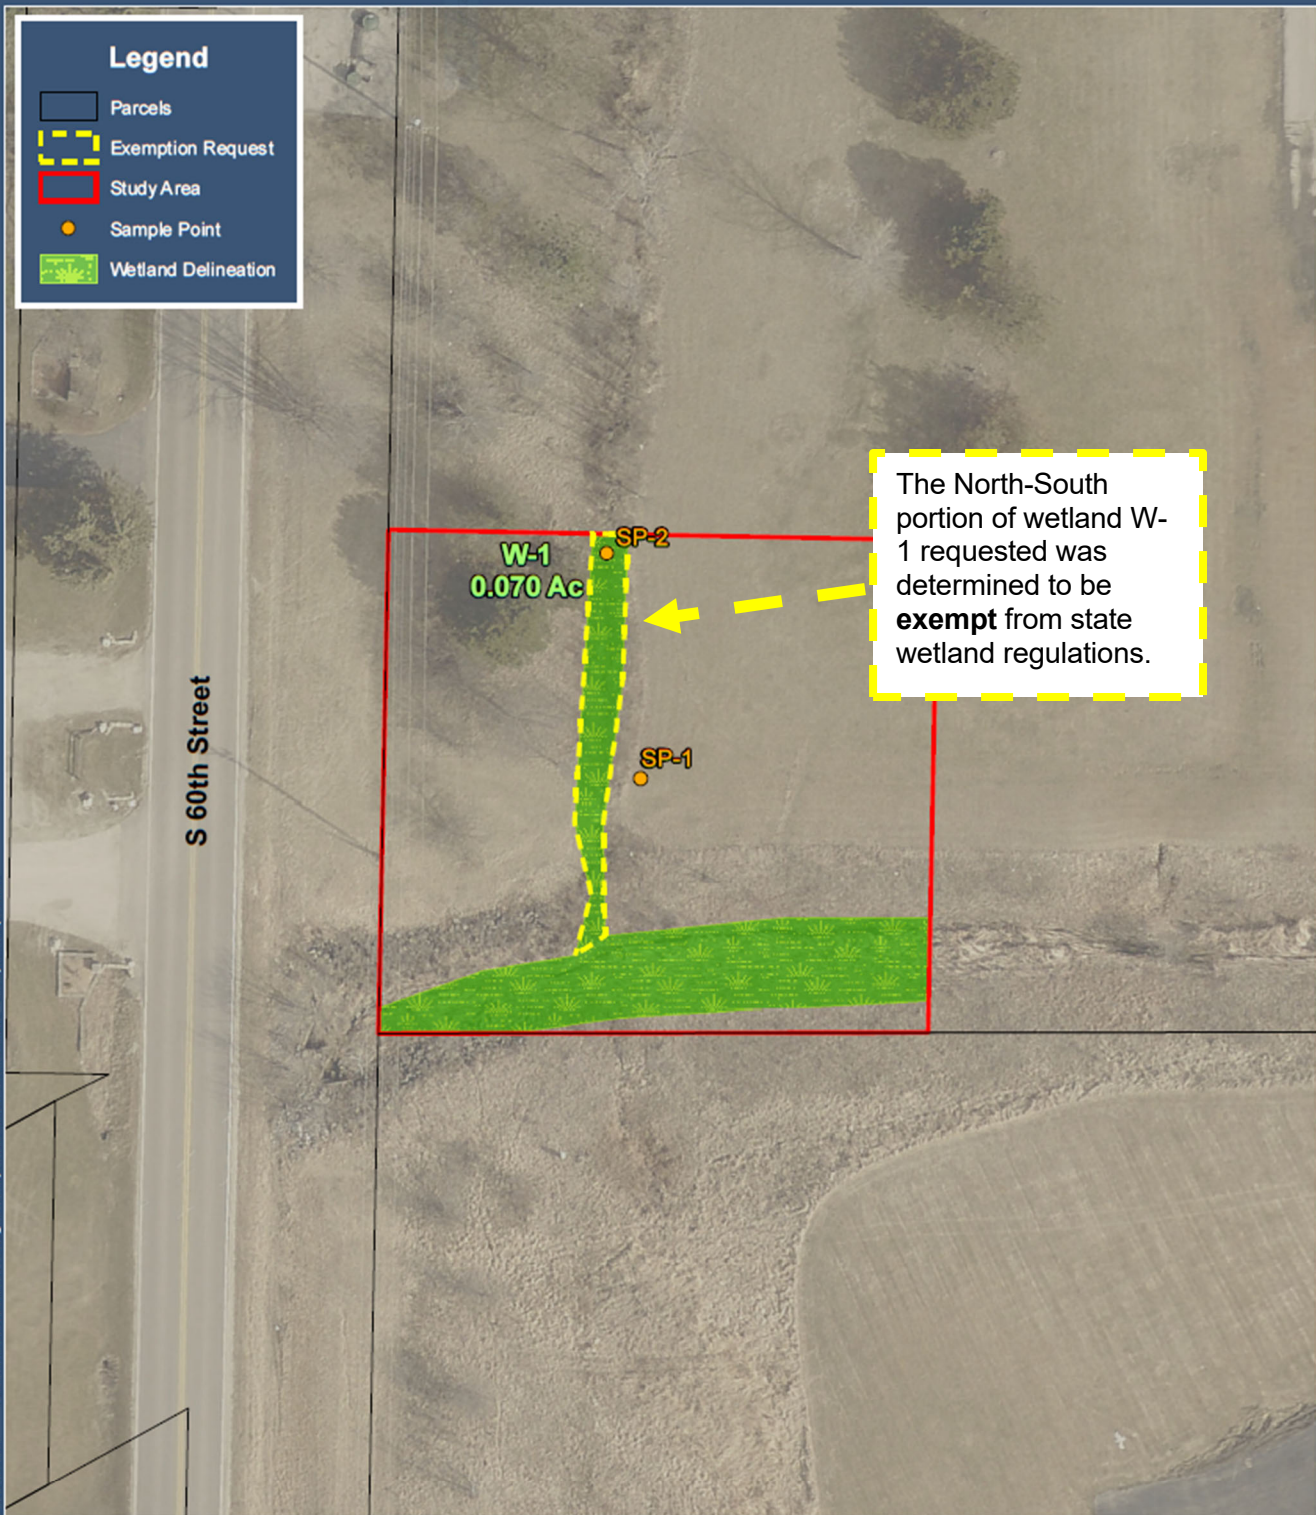 Legend
Parcels
Exemption Request
Study Area
Sample Point
Wetland Delineation
The North-South
portion of wetland W-
1 requested was
determined to be
exempt from state
wetland regulations.
SP-2
W-1
0.070 Ac
SP-1
S 60th Street